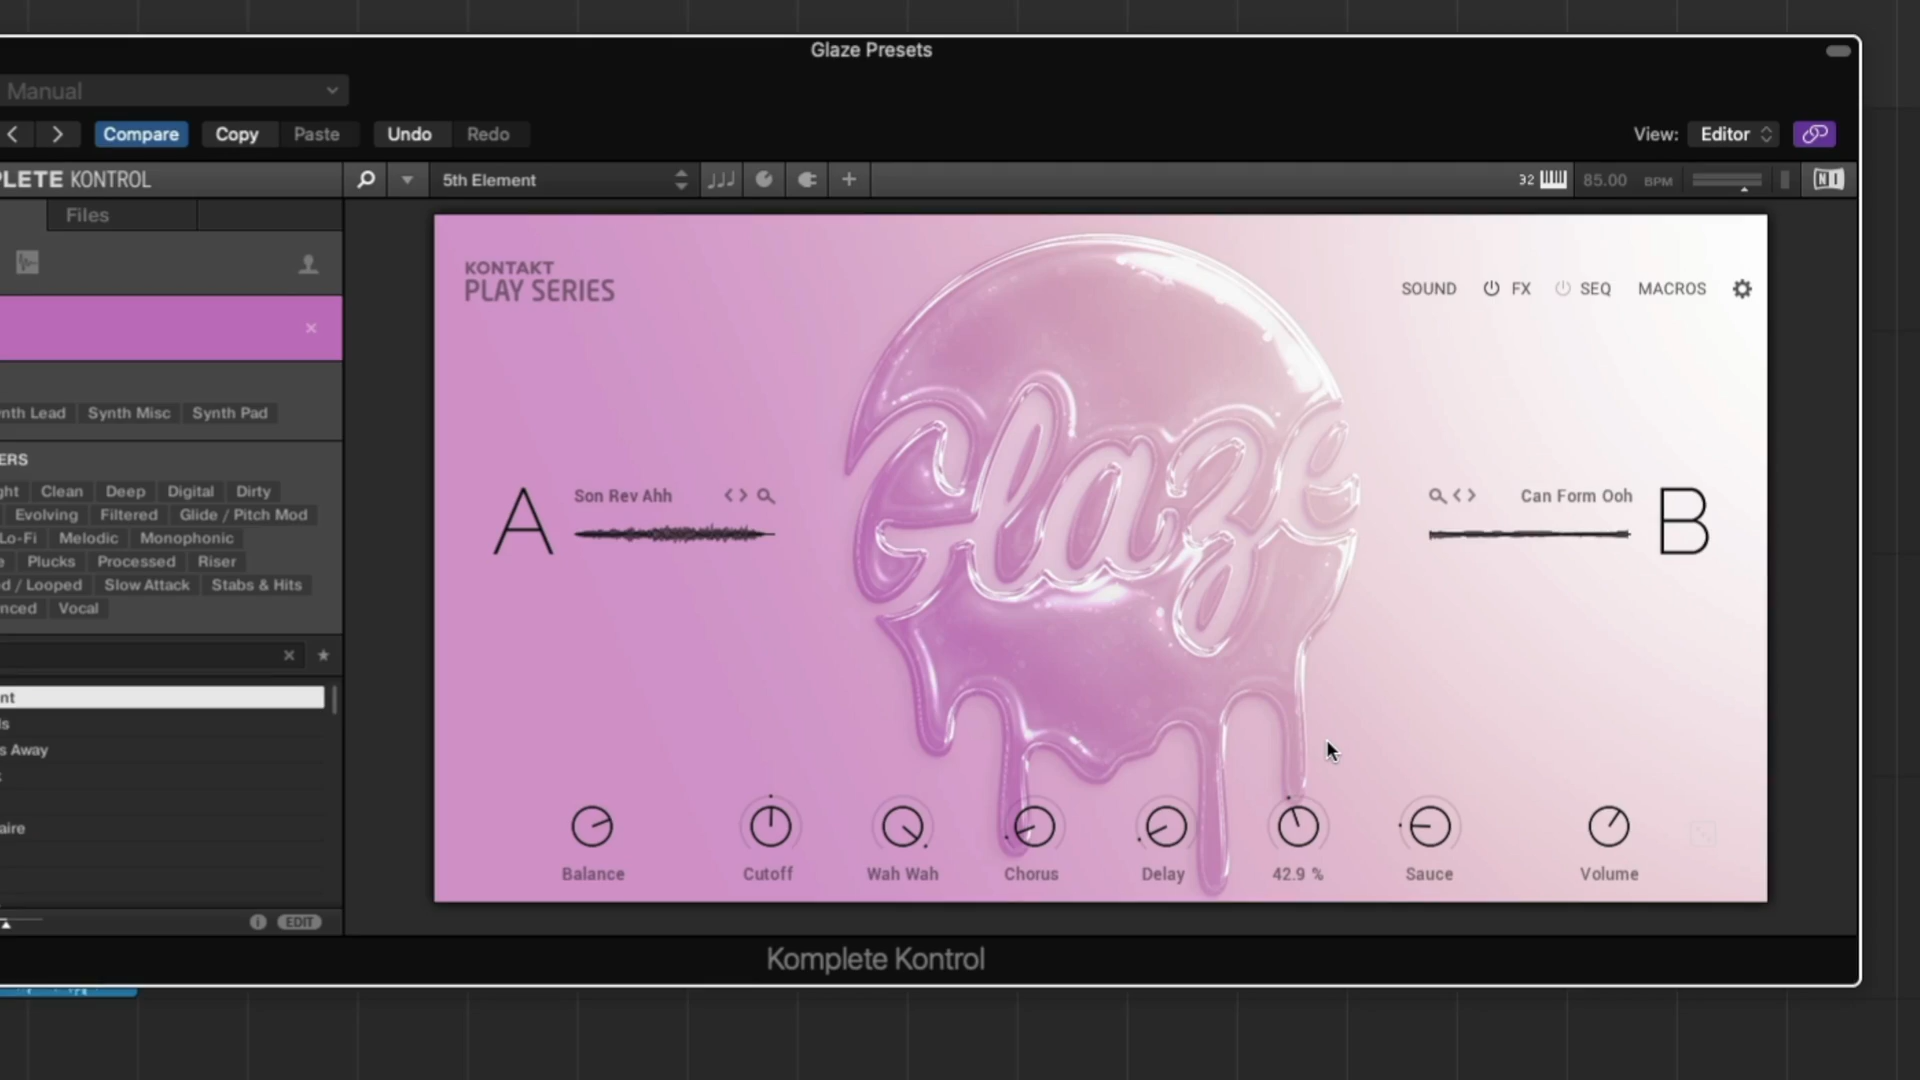 Glaze Presets
Manual
Compare Copy Paste Undo Redo View: Editor
PLETE KONTROL 5th Element 32 85.00 BPM NI
Files
KONTAKT
PLAY SERIES
SOUND FX SEQ MACROS
nth Lead Synth Misc Synth Pad
ERS
ght Clean Deep Digital Dirty
Evolving Filtered Glide / Pitch Mod
Lo-Fi Melodic Monophonic
e Plucks Processed Riser
d / Looped Slow Attack Stabs & Hits
nced Vocal
Glaze
A Son Rev Ahh
Can Form Ooh B
nt
ls
s Away
aire
Balance Cutoff Wah Wah Chorus Delay 42.9 % Sauce Volume
EDIT
Komplete Kontrol